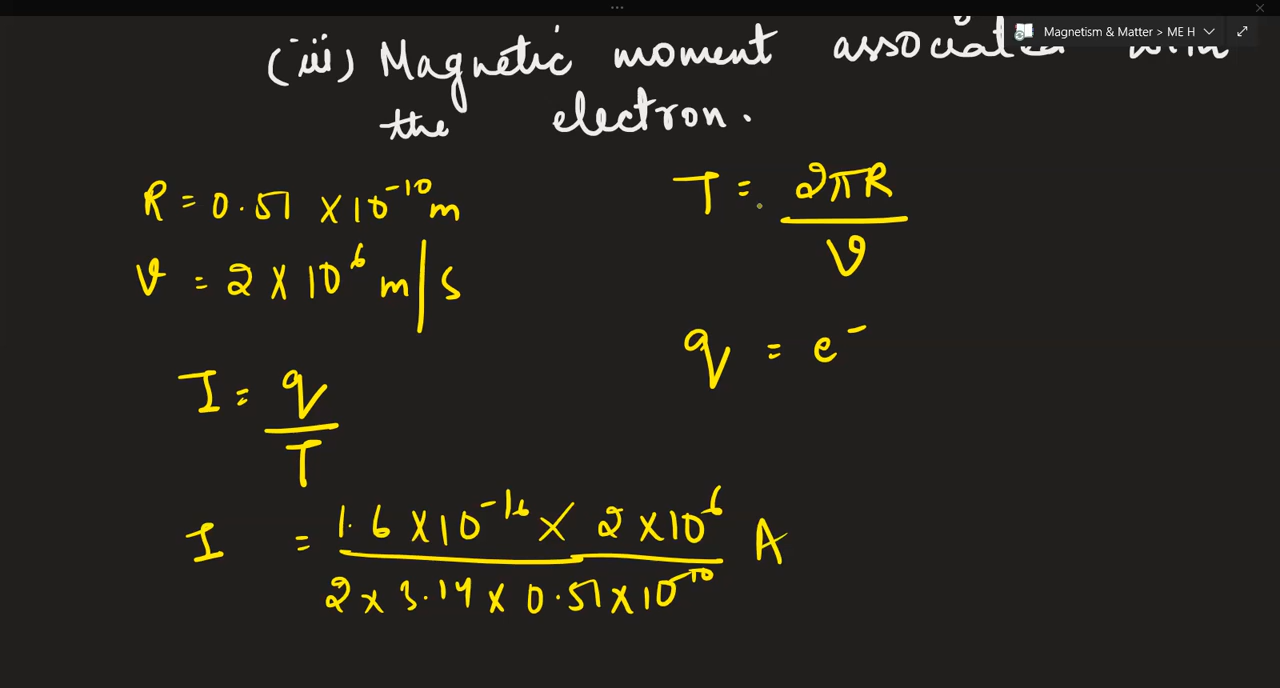 Magnetism & Matter > ME H
(iii) Magnetic moment associated with
the electron.
R = 0.51 × 10⁻¹⁰ m
v = 2 × 10⁶ m/s
T = 2πR / v
q = e⁻
I = q / T
I = 1.6 × 10⁻¹⁶ × 2 × 10⁶ / 2 × 3.14 × 0.51 × 10⁻¹⁰ A